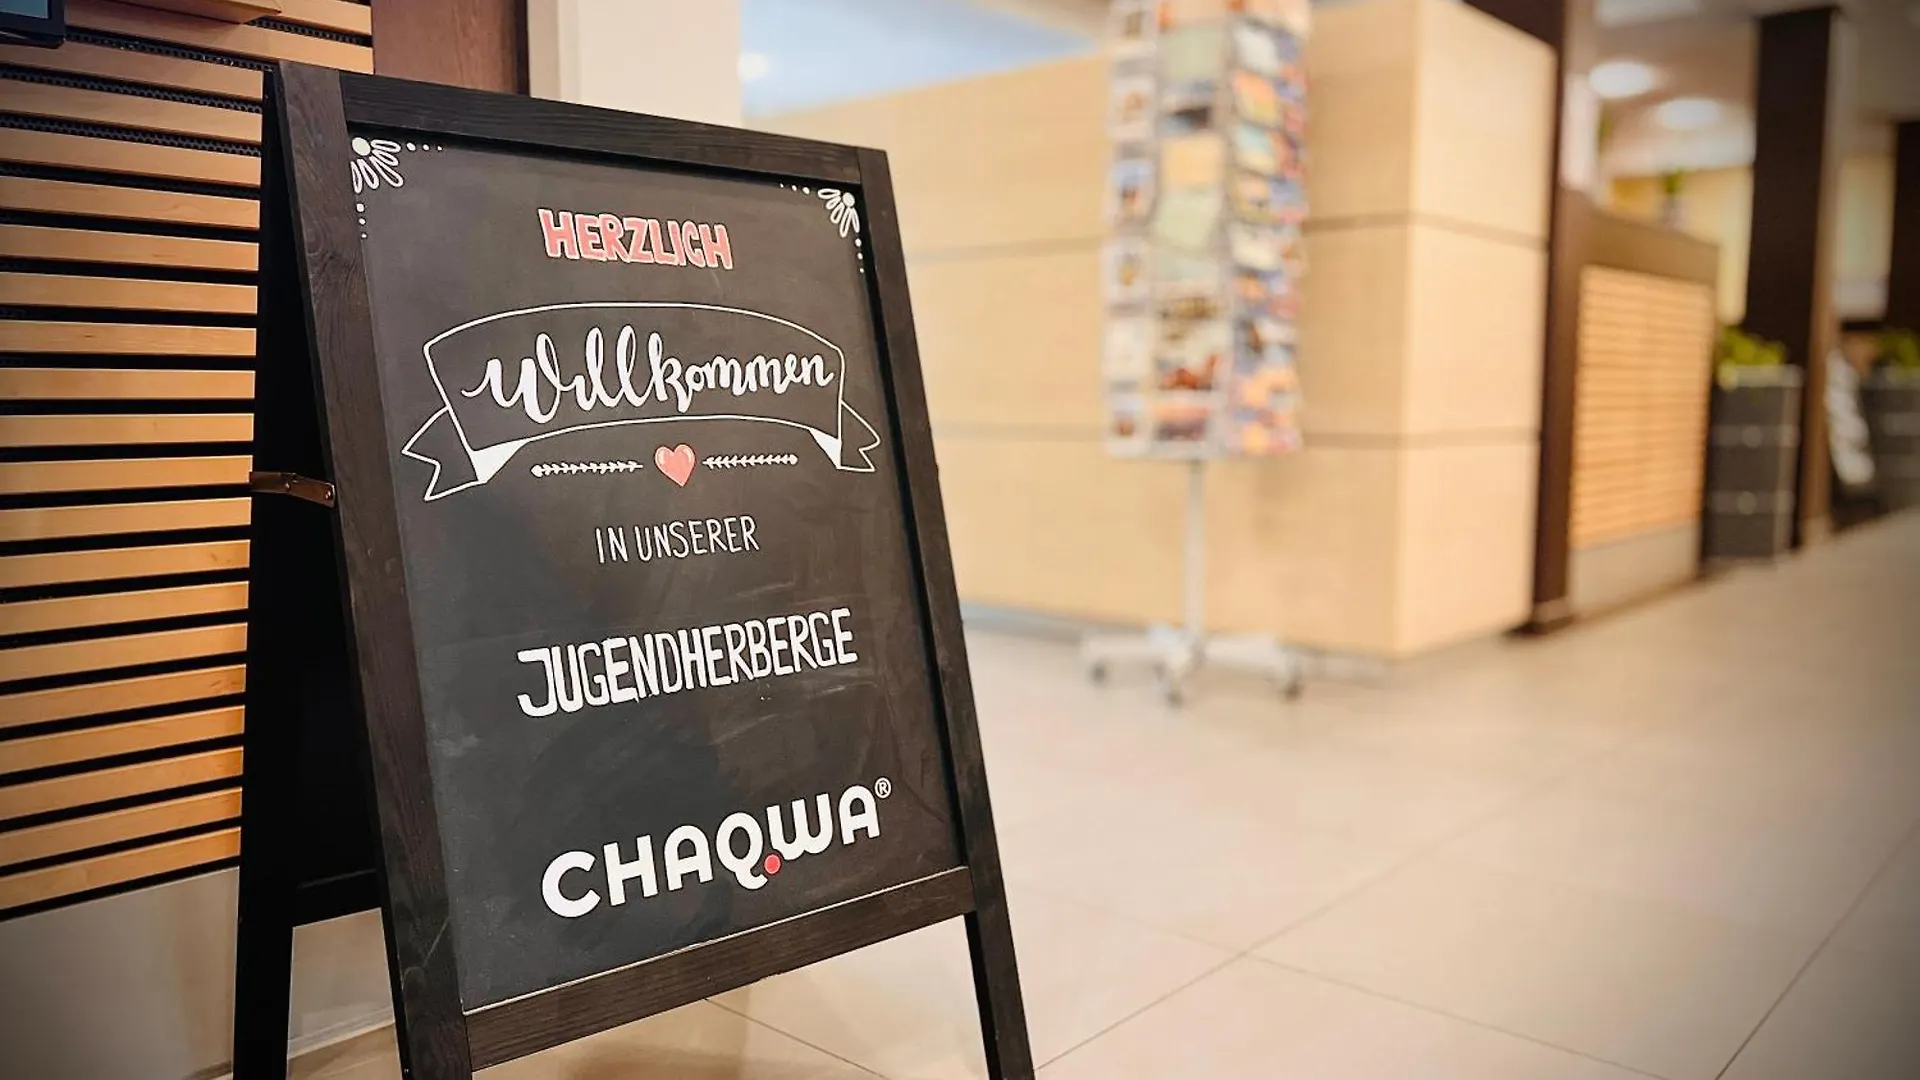 HERZLICH
Willkommen
IN UNSERER
JUGENDHERBERGE
CHAQWA®